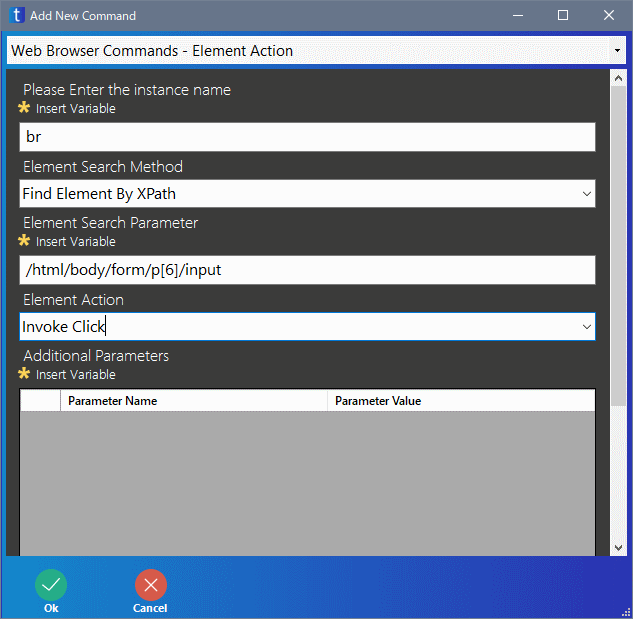 t Add New Command
Web Browser Commands - Element Action
Please Enter the instance name
Insert Variable
br
Element Search Method
Find Element By XPath
Element Search Parameter
Insert Variable
/html/body/form/p[6]/input
Element Action
Invoke Click
Additional Parameters
Insert Variable
Parameter Name Parameter Value
Ok Cancel